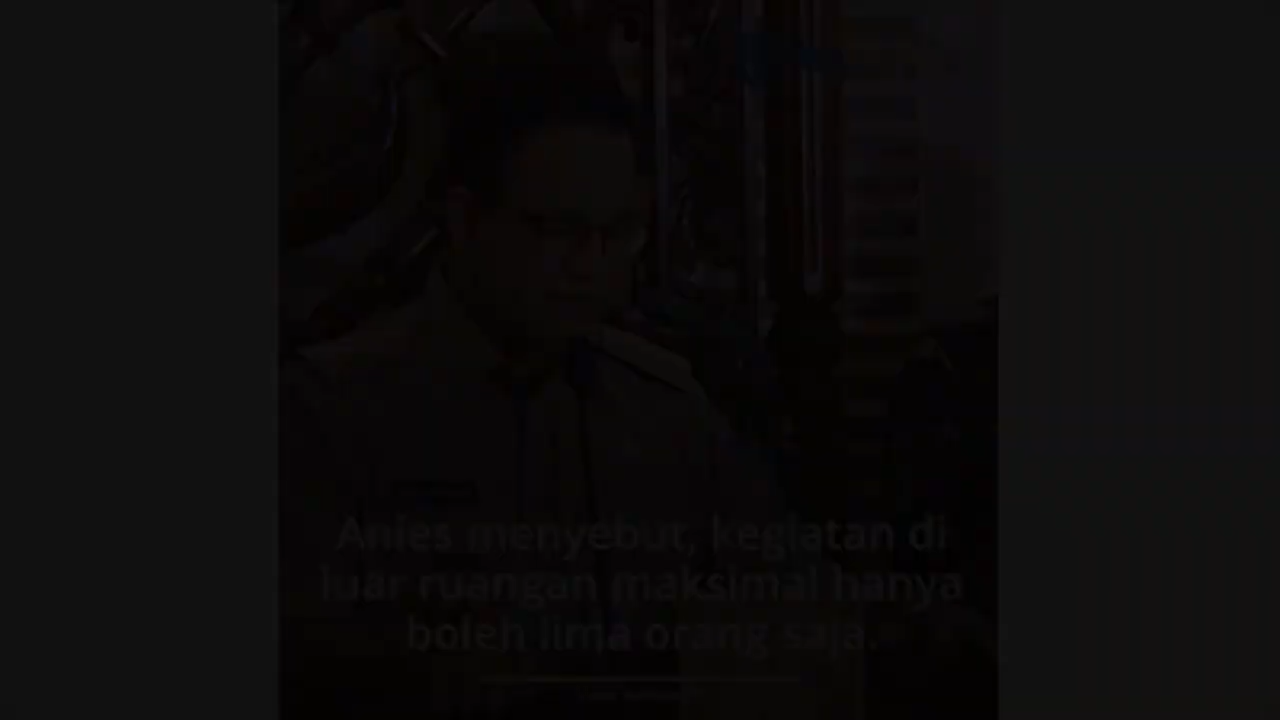 Anies menyebut, kegiatan di
luar ruangan maksimal hanya
boleh lima orang saja.